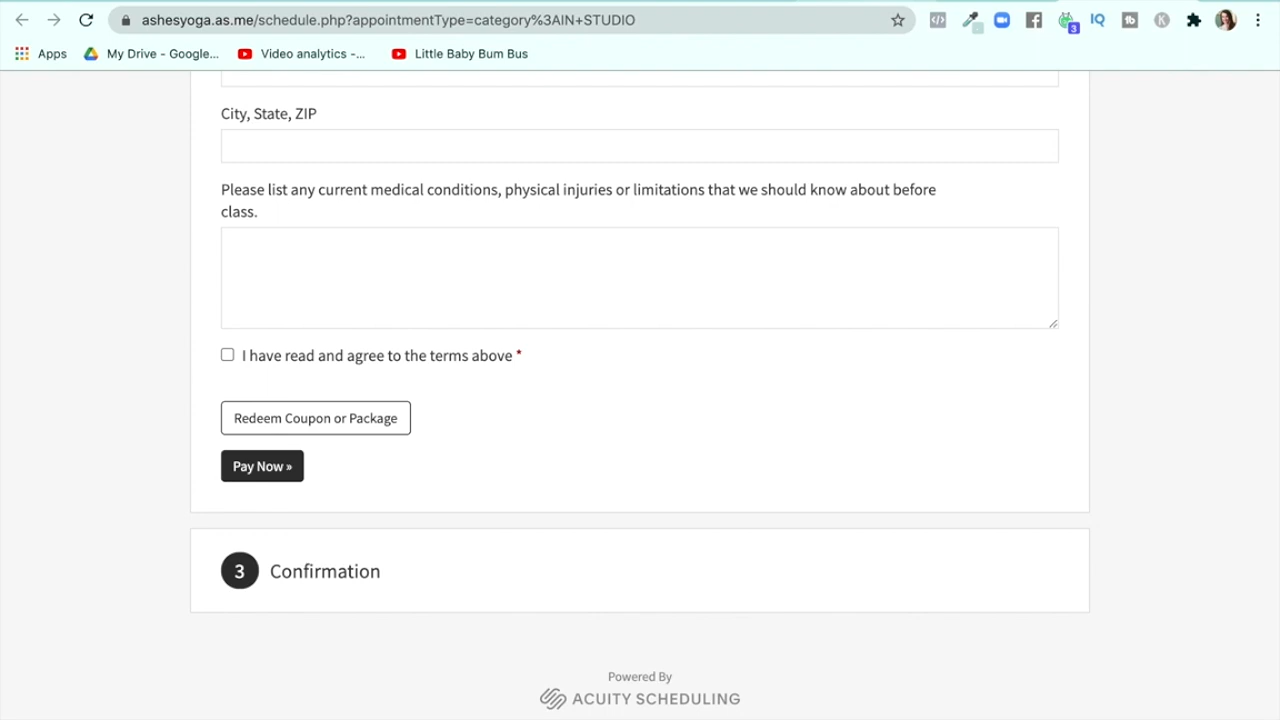 ashesyoga.as.me/schedule.php?appointmentType=category%3AIN+STUDIO
3
IQ
tb
K
Apps
My Drive - Google...
Video analytics -...
Little Baby Bum Bus
City, State, ZIP
Please list any current medical conditions, physical injuries or limitations that we should know about before
class.
I have read and agree to the terms above *
Redeem Coupon or Package
Pay Now »
3 Confirmation
Powered By
ACUITY SCHEDULING